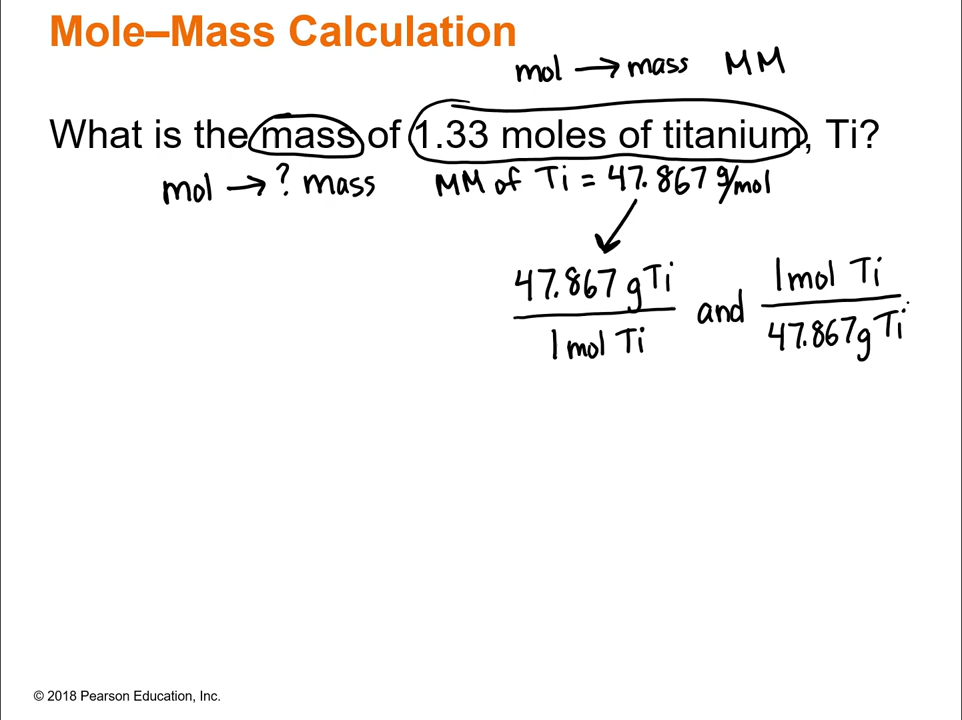 Mole–Mass Calculation
mol → mass MM
What is the mass of 1.33 moles of titanium, Ti?
mol → ? mass MM of Ti = 47.867 g/mol
47.867 g Ti / 1 mol Ti and 1 mol Ti / 47.867 g Ti
© 2018 Pearson Education, Inc.